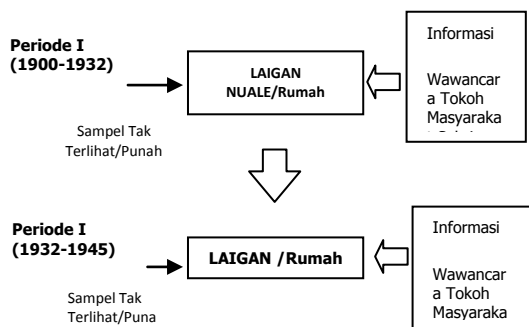 Periode I
(1900-1932)
LAIGAN
NUALE/Rumah
Informasi
Wawancar
a Tokoh
Masyaraka
Sampel Tak
Terlihat/Punah
Periode I
(1932-1945)
LAIGAN /Rumah
Informasi
Wawancar
a Tokoh
Masyaraka
Sampel Tak
Terlihat/Puna